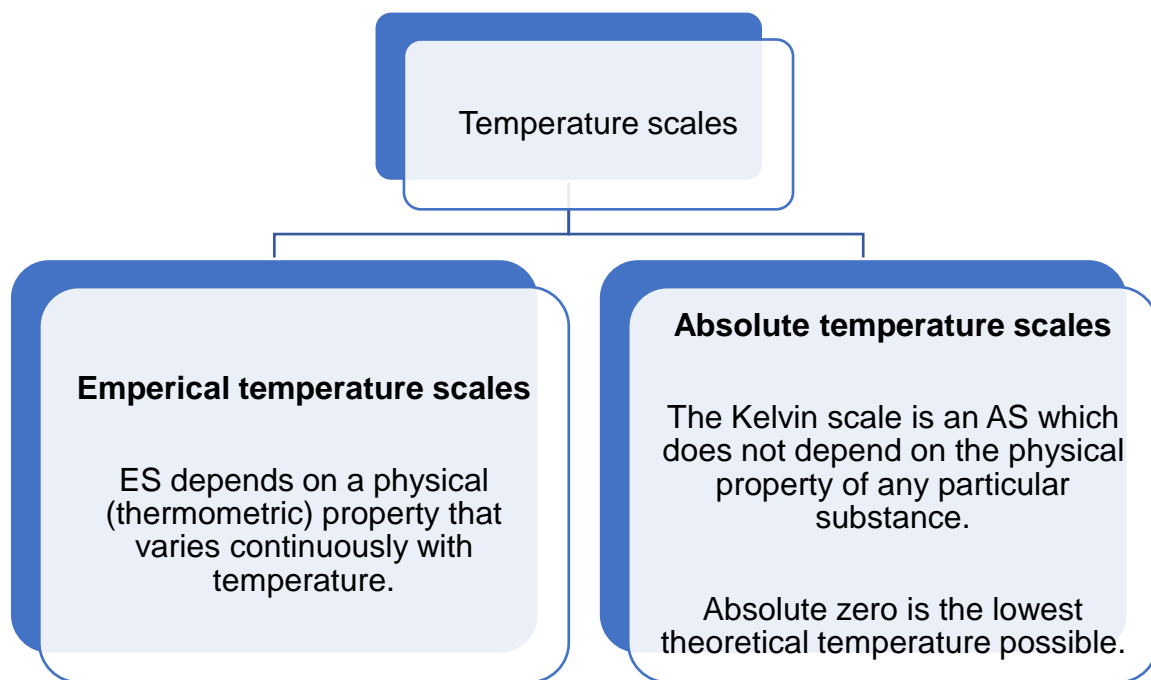 Temperature scales
Emperical temperature scales
ES depends on a physical
(thermometric) property that
varies continuously with
temperature.
Absolute temperature scales
The Kelvin scale is an AS which
does not depend on the physical
property of any particular
substance.
Absolute zero is the lowest
theoretical temperature possible.